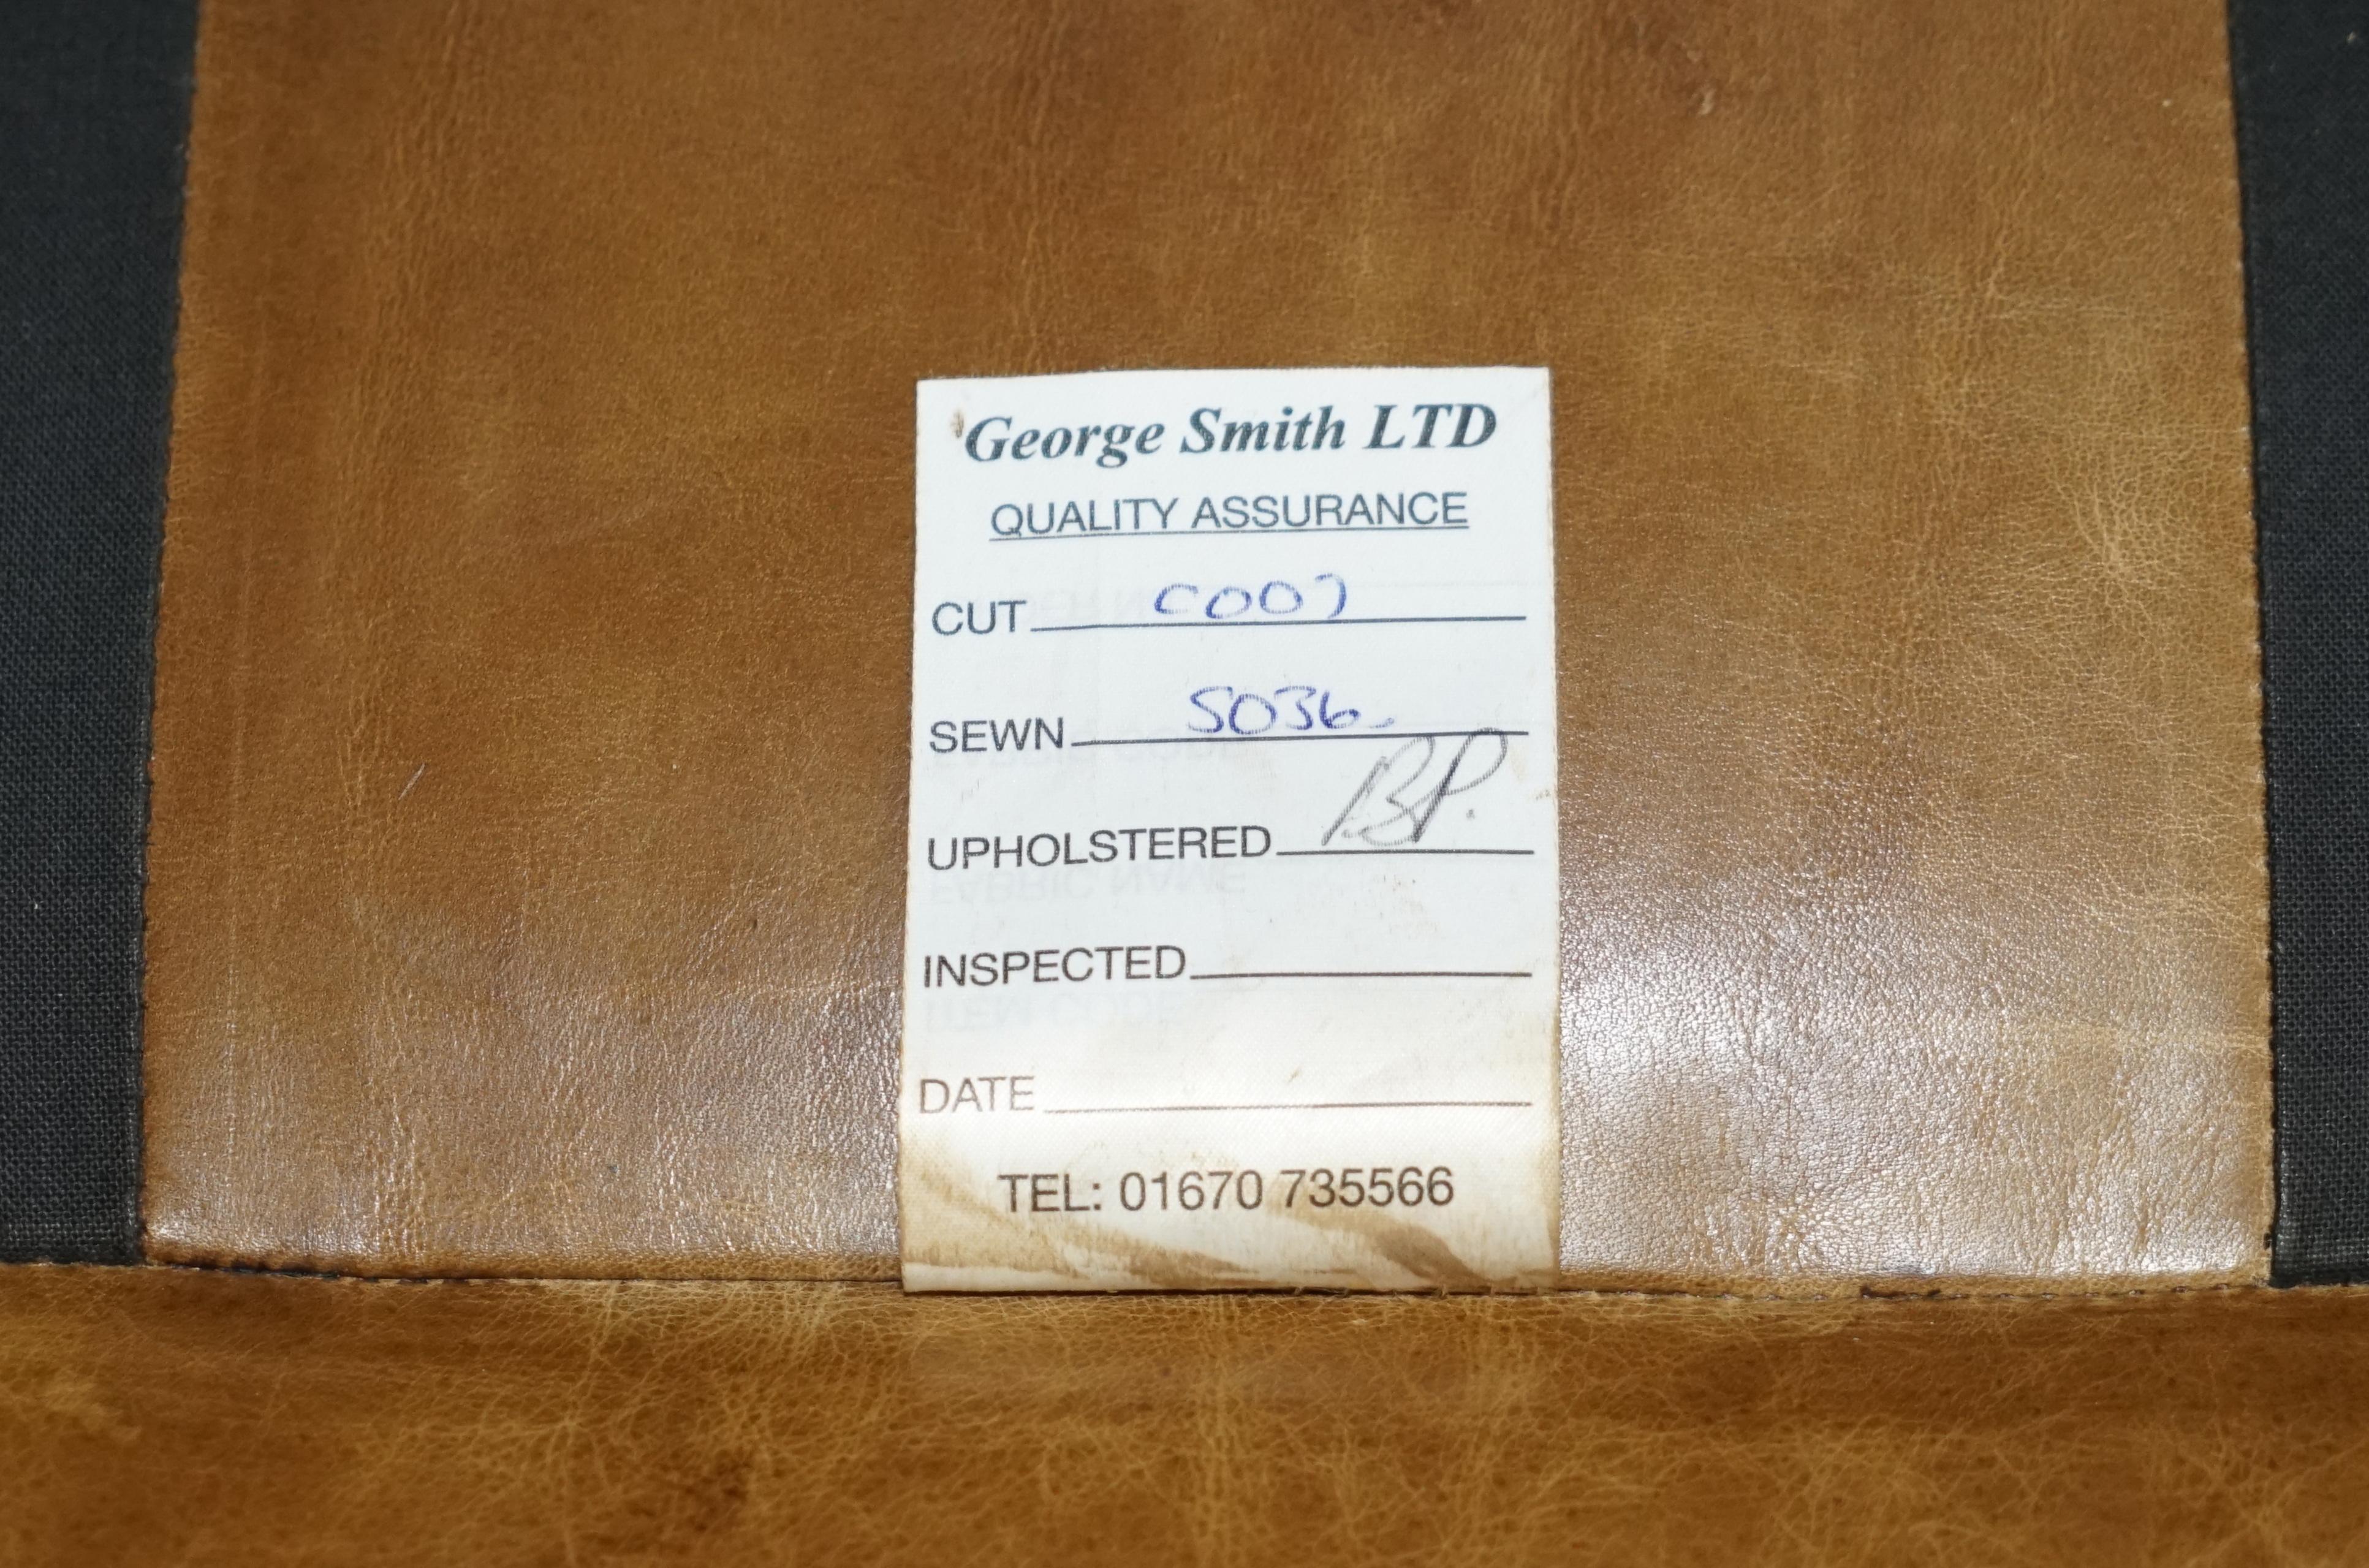 George Smith LTD
QUALITY ASSURANCE
CUT C007
SEWN S036.
UPHOLSTERED B.P.
INSPECTED
DATE
TEL: 01670 735566